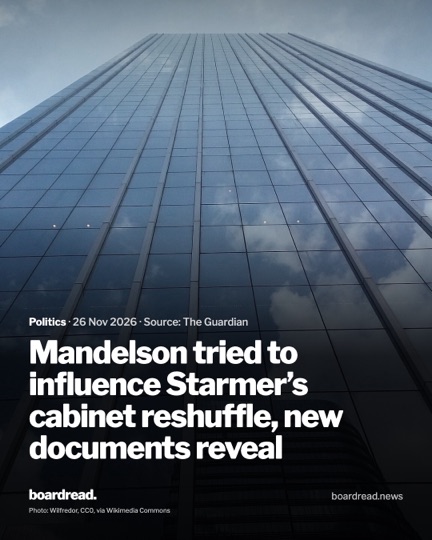 Politics · 26 Nov 2026 · Source: The Guardian
Mandelson tried to
influence Starmer's
cabinet reshuffle, new
documents reveal
boardread.
boardread.news
Photo: Wilfredor, CC0, via Wikimedia Commons